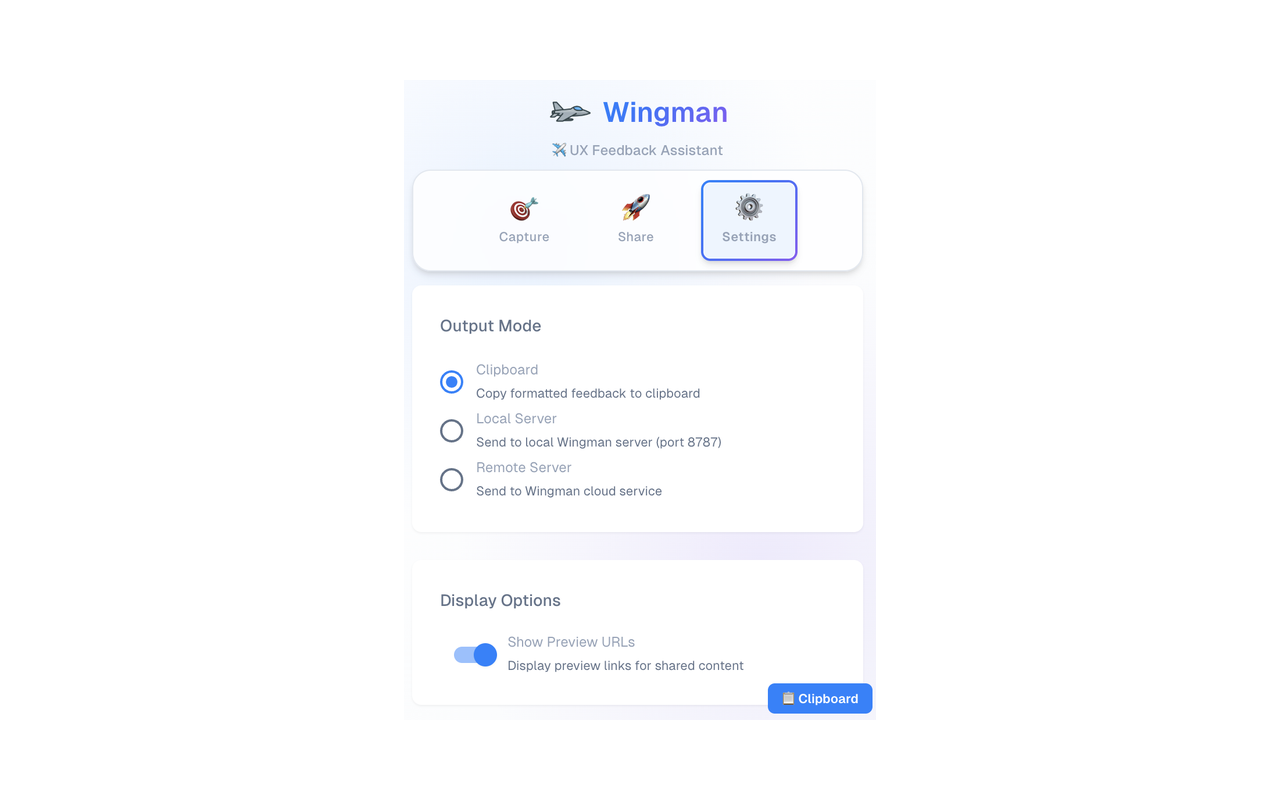 Wingman
UX Feedback Assistant
Capture
Share
Settings
Output Mode
Clipboard
Copy formatted feedback to clipboard
Local Server
Send to local Wingman server (port 8787)
Remote Server
Send to Wingman cloud service
Display Options
Show Preview URLs
Display preview links for shared content
Clipboard